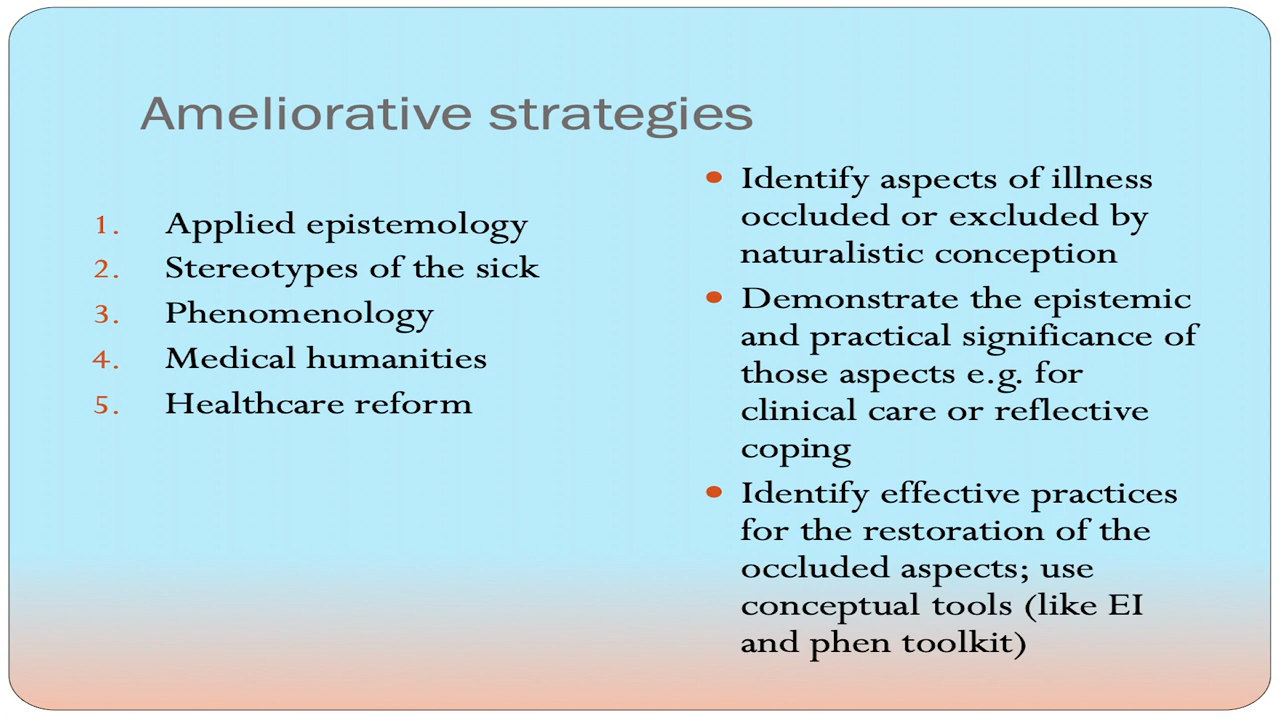 Ameliorative strategies
1. Applied epistemology
2. Stereotypes of the sick
3. Phenomenology
4. Medical humanities
5. Healthcare reform
• Identify aspects of illness
occluded or excluded by
naturalistic conception
• Demonstrate the epistemic
and practical significance of
those aspects e.g. for
clinical care or reflective
coping
• Identify effective practices
for the restoration of the
occluded aspects; use
conceptual tools (like EI
and phen toolkit)